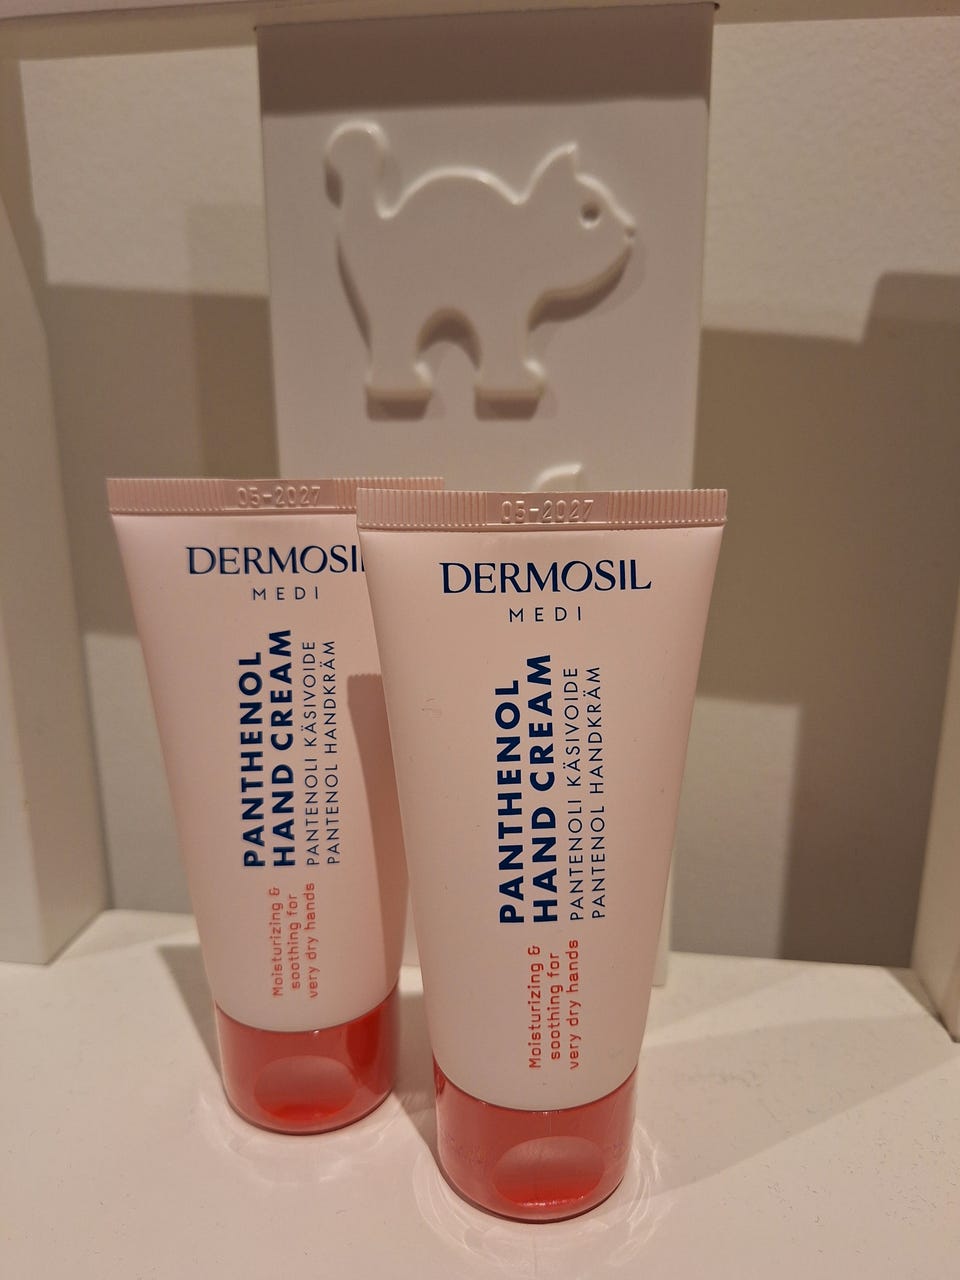 05-2027
DERMOSIL
MEDI
PANTHENOL
HAND CREAM
PANTENOLI KÄSIVOIDE
PANTENOL HANDKRÄM
Moisturizing &
soothing for
very dry hands
05-2027
DERMOSIL
MEDI
PANTHENOL
HAND CREAM
PANTENOLI KÄSIVOIDE
PANTENOL HANDKRÄM
Moisturizing &
soothing for
very dry hands